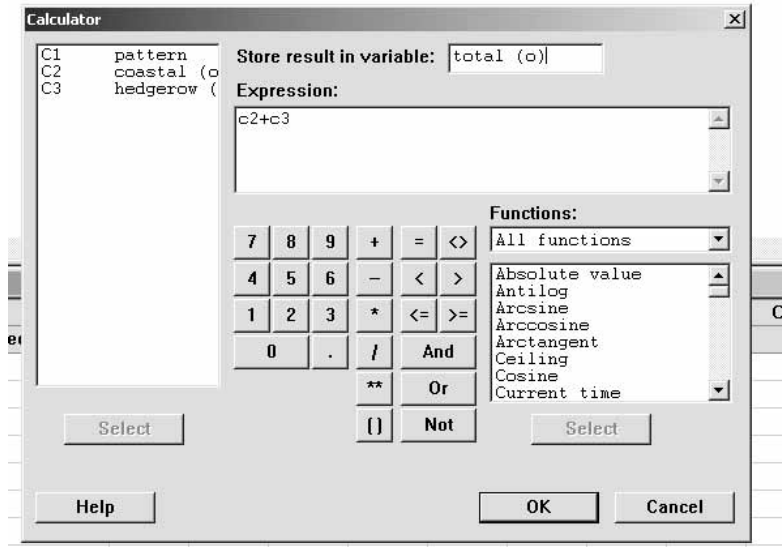 Calculator
C1 pattern
C2 coastal (o
C3 hedgerow (
Store result in variable: total (o)
Expression:
c2+c3
Functions:
All functions
7 8 9 + = <>
4 5 6 − < >
1 2 3 * <= >=
0 . / And
** Or
() Not
Absolute value
Antilog
Arcsine
Arccosine
Arctangent
Ceiling
Cosine
Current time
Select
Select
Help
OK
Cancel